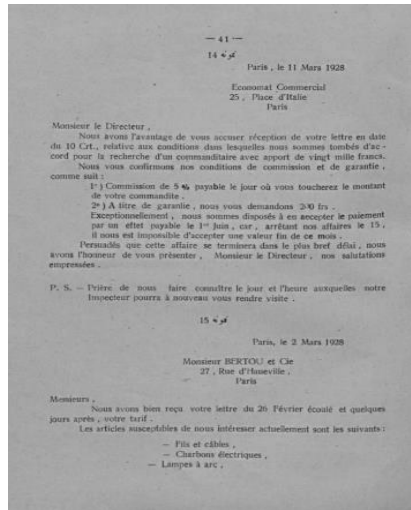 — 41 —
نمونه 14
Paris, le 11 Mars 1928
Economat Commercial
25, Place d'Italie
Paris
Monsieur le Directeur,
Nous avons l'avantage de vous accuser réception de votre lettre en date
du 10 Crt., relative aux conditions dans lesquelles nous sommes tombés d'ac-
cord pour la recherche d'un commanditaire avec apport de vingt mille francs.
Nous vous confirmons nos conditions de commission et de garantie,
comme suit :
1º) Commission de 5 % payable le jour où vous toucherez le montant
de votre commandite.
2º) A titre de garantie, nous vous demandons 200 frs.
Exceptionnellement, nous sommes disposés à en accepter le paiement
par un effet payable le 1er Juin, car, arrêtant nos affaires le 15,
il nous est impossible d'accepter une valeur fin de ce mois.
Persuadés que cette affaire se terminera dans le plus bref délai, nous
avons l'honneur de vous présenter, Monsieur le Directeur, nos salutations
empressées.
P. S. — Prière de nous faire connaître le jour et l'heure auxquelles notre
Inspecteur pourra à nouveau vous rendre visite.
نمونه 15
Paris, le 2 Mars 1928
Monsieur BERTOU et Cie
27, Rue d'Hauteville.
Paris
Messieurs,
Nous avons bien reçu votre lettre du 26 Février écoulé et quelques
jours après, votre tarif.
Les articles susceptibles de nous intéresser actuellement sont les suivants :
— Fils et câbles,
— Charbons électriques,
— Lampes à arc,